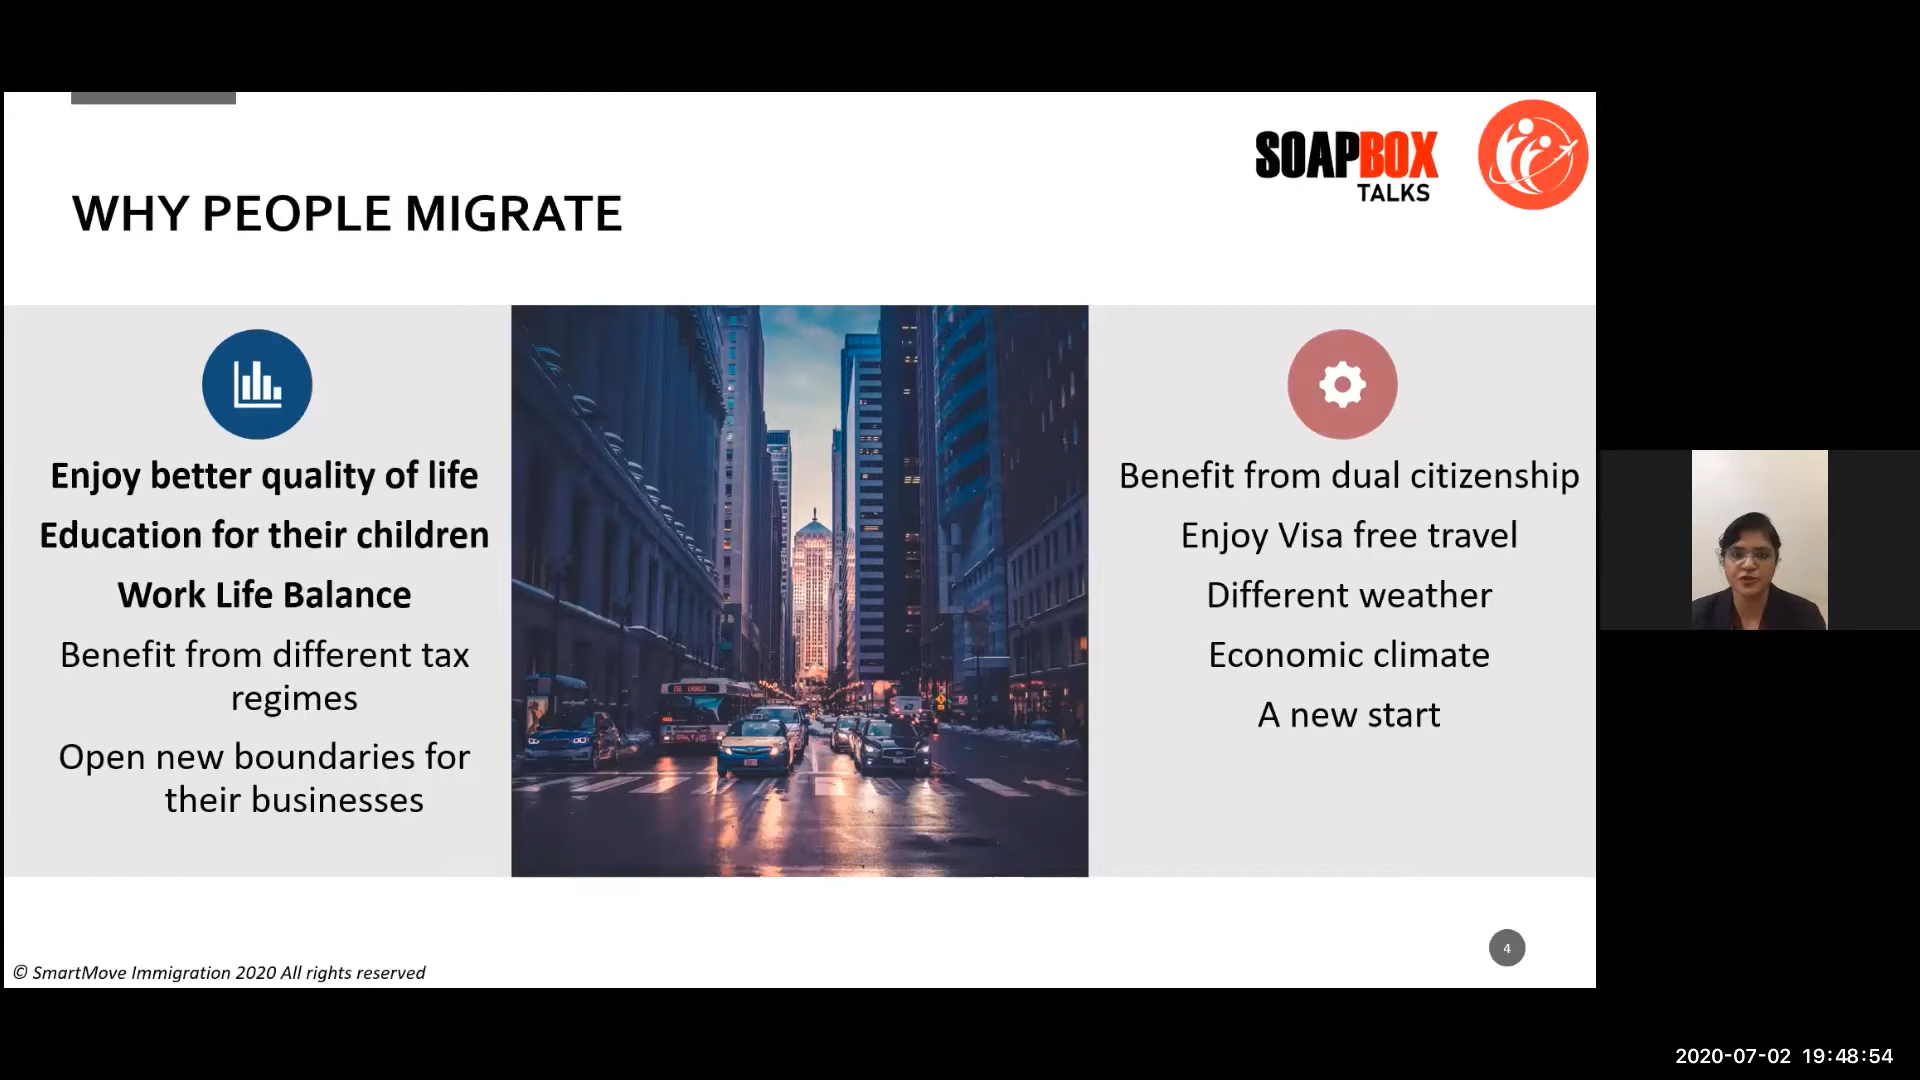 SOAPBOX
TALKS
WHY PEOPLE MIGRATE
Enjoy better quality of life
Education for their children
Work Life Balance
Benefit from different tax
regimes
Open new boundaries for
their businesses
Benefit from dual citizenship
Enjoy Visa free travel
Different weather
Economic climate
A new start
4
© SmartMove Immigration 2020 All rights reserved
2020-07-02 19:48:54